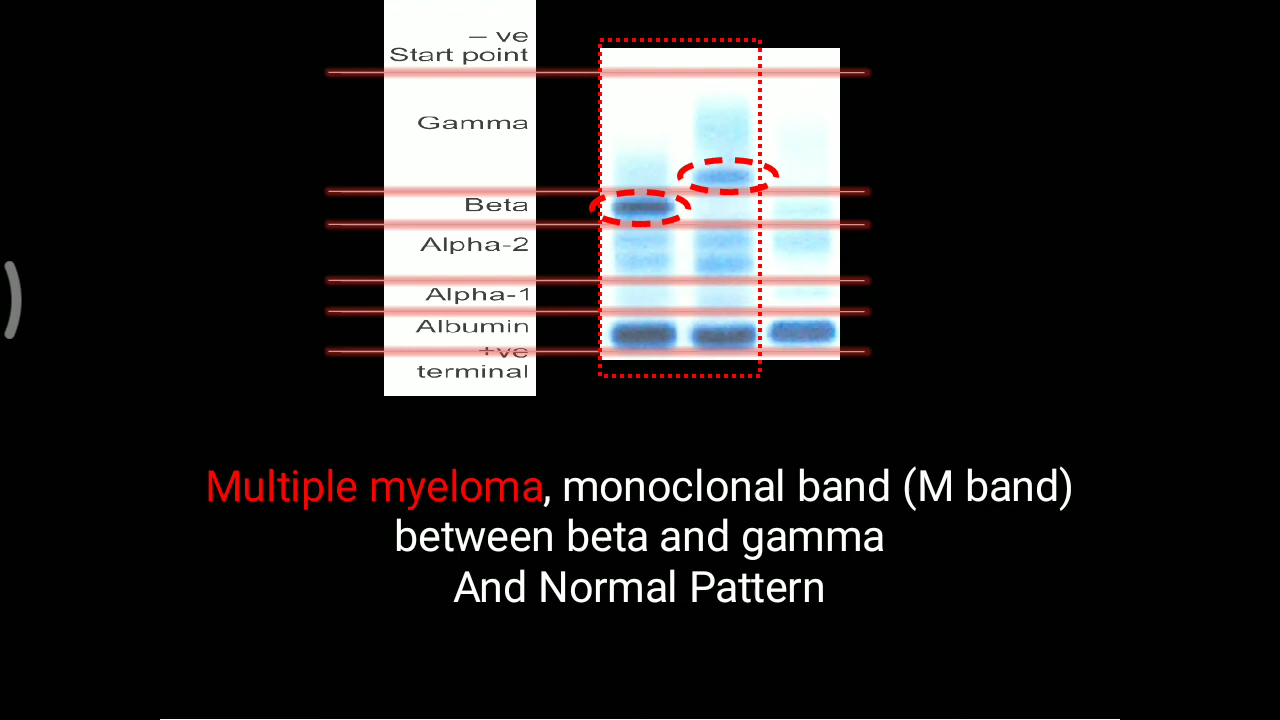 – ve
Start point
Gamma
Beta
Alpha-2
Alpha-1
Albumin
+ve
terminal
Multiple myeloma, monoclonal band (M band)
between beta and gamma
And Normal Pattern